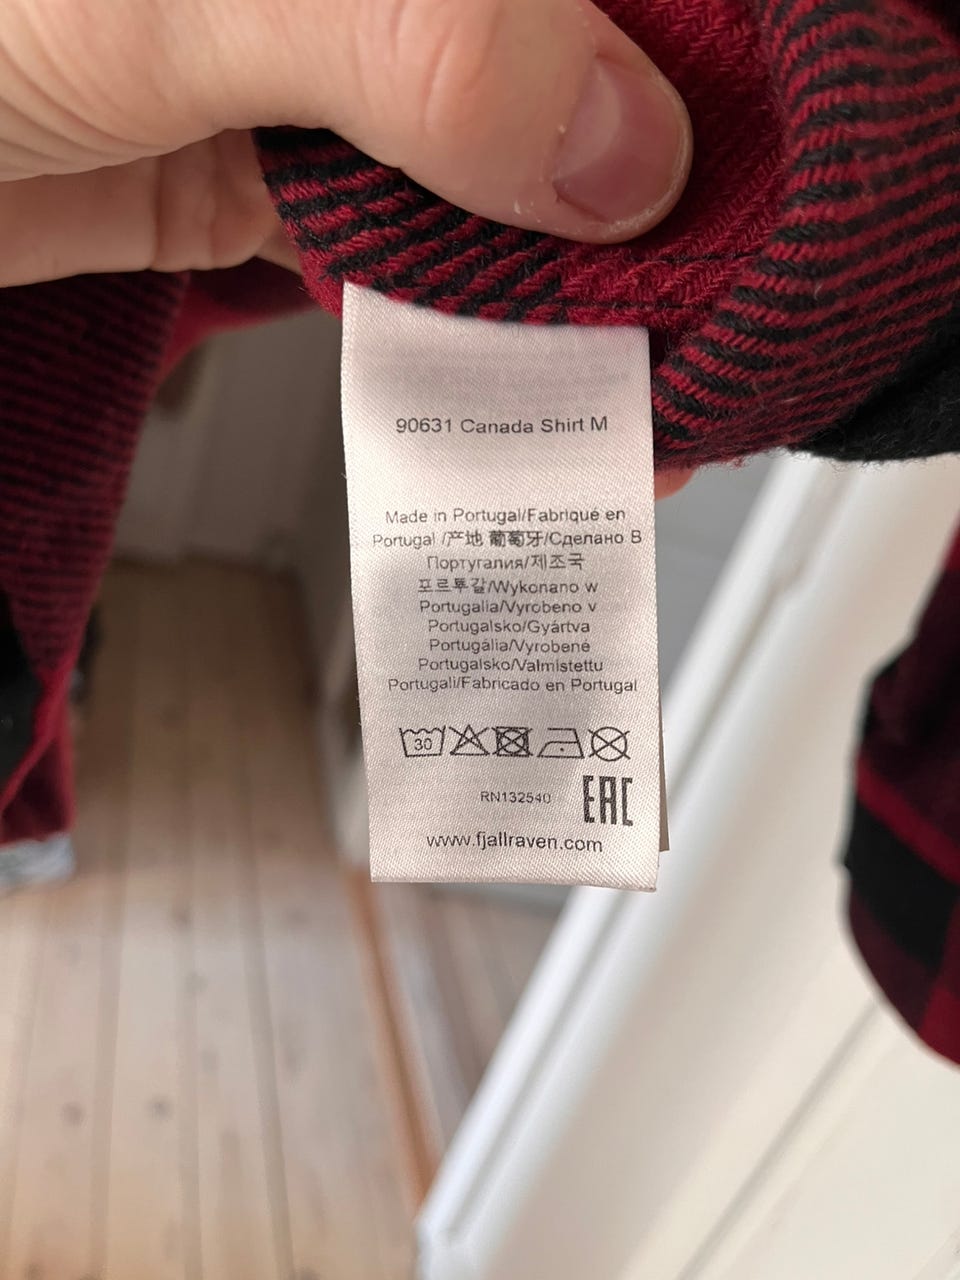 90631 Canada Shirt M
Made in Portugal/Fabriqué en
Portugal /产地 葡萄牙/Сделано В
Португалия/제조국
포르투갈/Wykonano w
Portugalia/Vyrobeno v
Portugalsko/Gyártva
Portugália/Vyrobené
Portugalsko/Valmistettu
Portugali/Fabricado en Portugal
30
RN132540
EAC
www.fjallraven.com